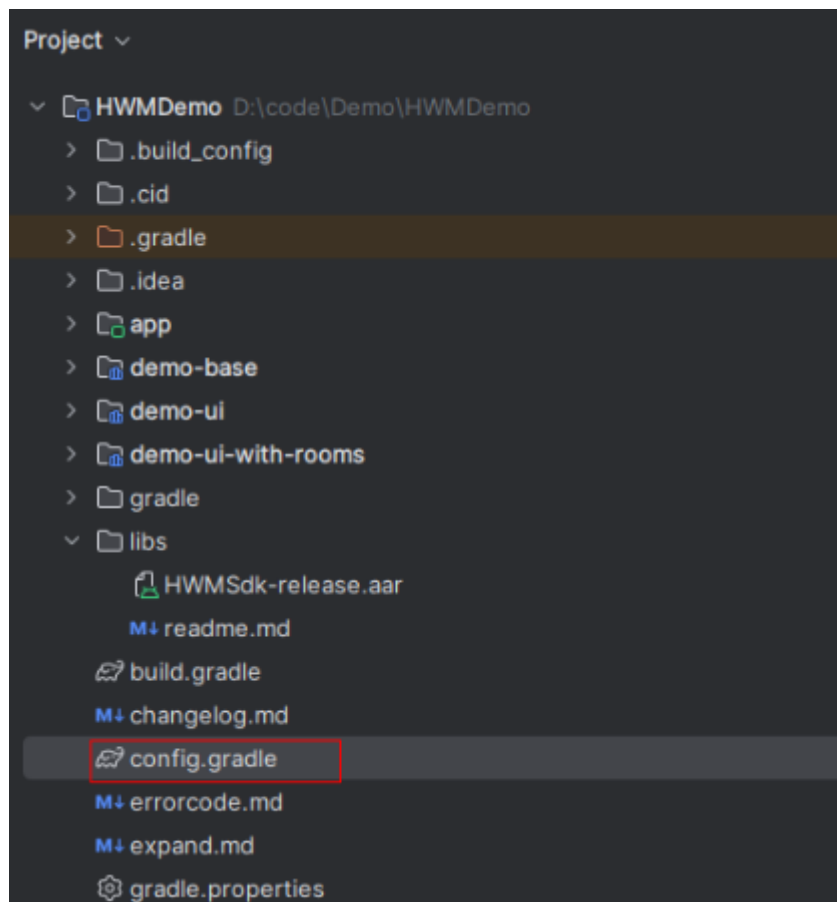 Project
HWMDemo D:\code\Demo\HWMDemo
.build_config
.cid
.gradle
.idea
app
demo-base
demo-ui
demo-ui-with-rooms
gradle
libs
HWMSdk-release.aar
M↓ readme.md
build.gradle
M↓ changelog.md
config.gradle
M↓ errorcode.md
M↓ expand.md
gradle.properties